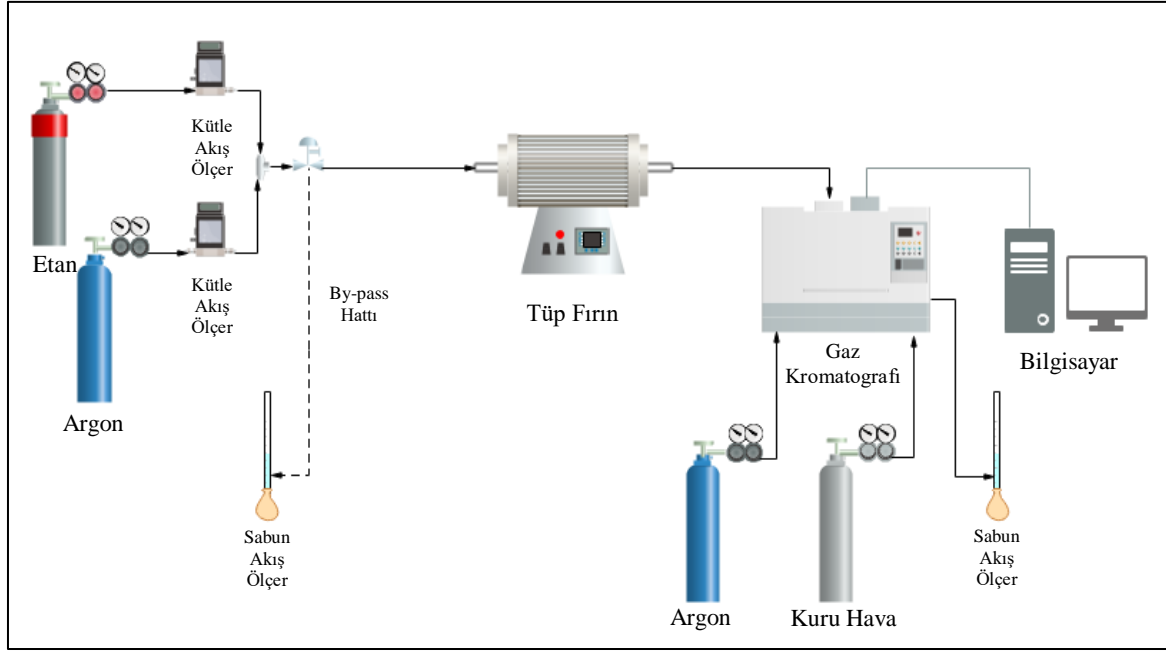 Kütle
Akış
Ölçer
Etan
Kütle
Akış
Ölçer
Argon
By-pass
Hattı
Tüp Fırın
Gaz
Kromatografi
Bilgisayar
Sabun
Akış
Ölçer
Argon
Kuru Hava
Sabun
Akış
Ölçer